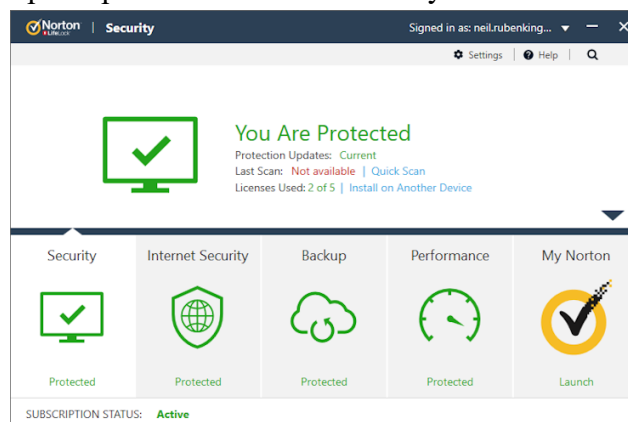 Norton | Security
LifeLock
Signed in as: neil.rubenking...
Settings | Help |
You Are Protected
Protection Updates: Current
Last Scan: Not available | Quick Scan
Licenses Used: 2 of 5 | Install on Another Device
Security
Internet Security
Backup
Performance
My Norton
Protected
Protected
Protected
Protected
Launch
SUBSCRIPTION STATUS: Active